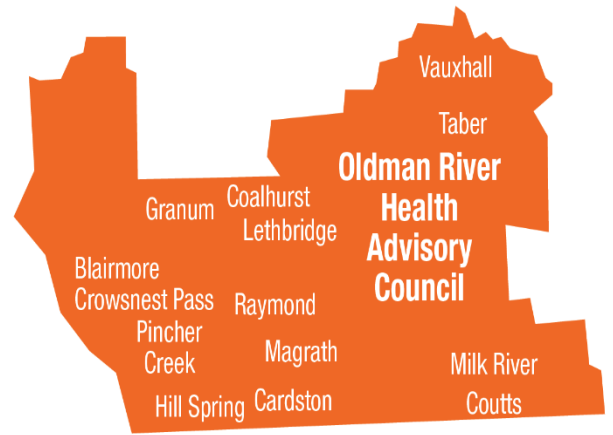 Vauxhall
Taber
Oldman River
Health
Advisory
Council
Granum
Coalhurst
Lethbridge
Blairmore
Crowsnest Pass
Pincher
Creek
Raymond
Magrath
Hill Spring
Cardston
Milk River
Coutts